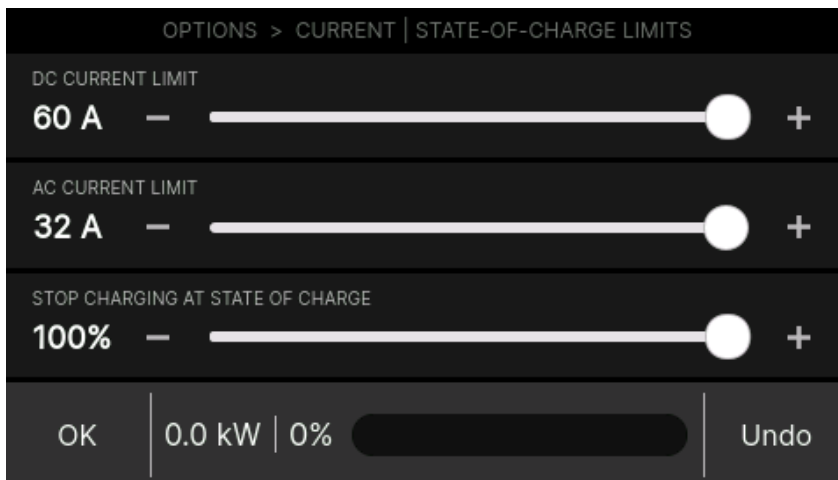 OPTIONS > CURRENT | STATE-OF-CHARGE LIMITS
DC CURRENT LIMIT
60 A − +
AC CURRENT LIMIT
32 A − +
STOP CHARGING AT STATE OF CHARGE
100% − +
OK 0.0 kW | 0% Undo